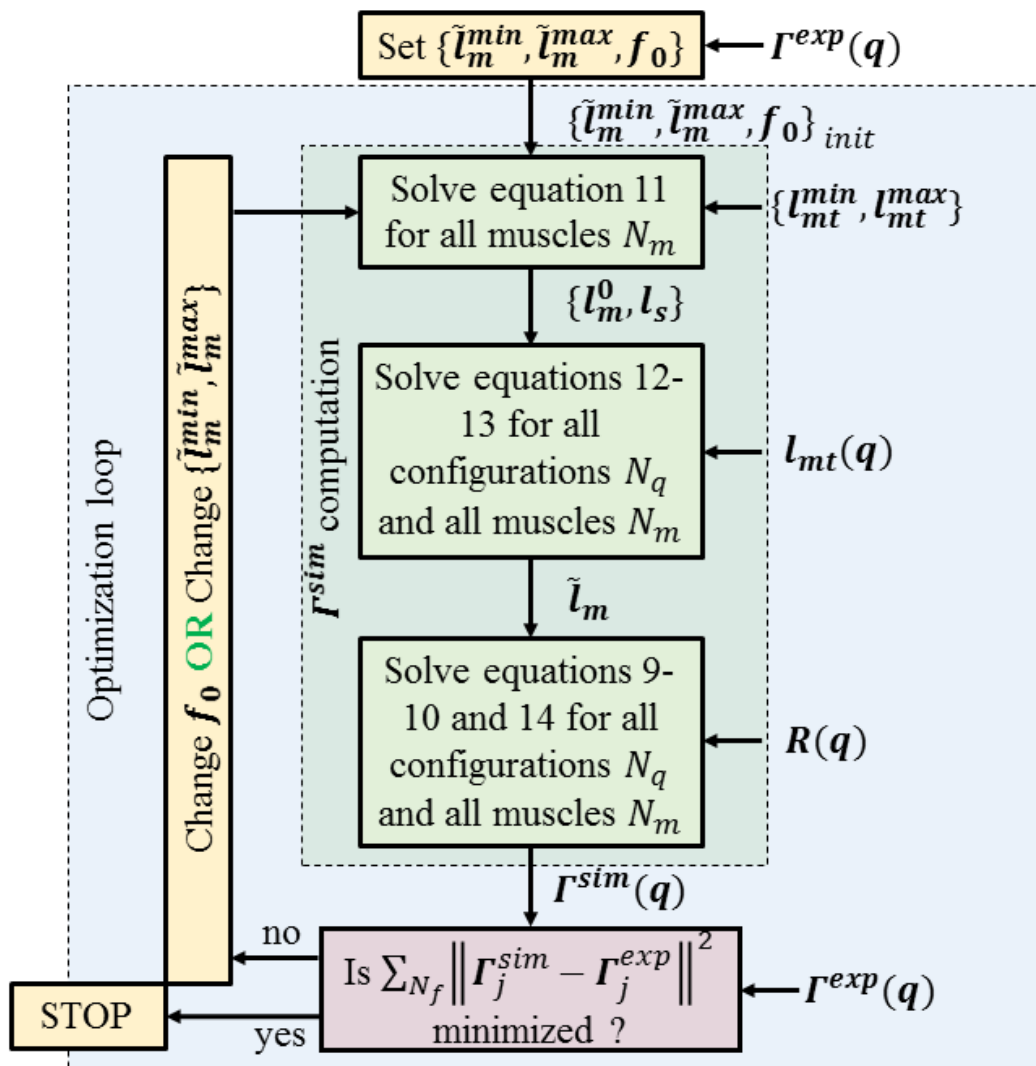 Set {l̃_m^min, l̃_m^max, f_0}
Γ^exp(q)
{l̃_m^min, l̃_m^max, f_0}_init
Solve equation 11
for all muscles N_m
{l_mt^min, l_mt^max}
{l_m^0, l_s}
Solve equations 12-
13 for all
configurations N_q
and all muscles N_m
l_mt(q)
l̃_m
Solve equations 9-
10 and 14 for all
configurations N_q
and all muscles N_m
R(q)
Γ^sim computation
Γ^sim(q)
Optimization loop
Change f_0 OR Change {l̃_m^min, l̃_m^max}
no
Is ∑_{N_f} ‖Γ_j^sim − Γ_j^exp‖^2
minimized ?
Γ^exp(q)
STOP
yes